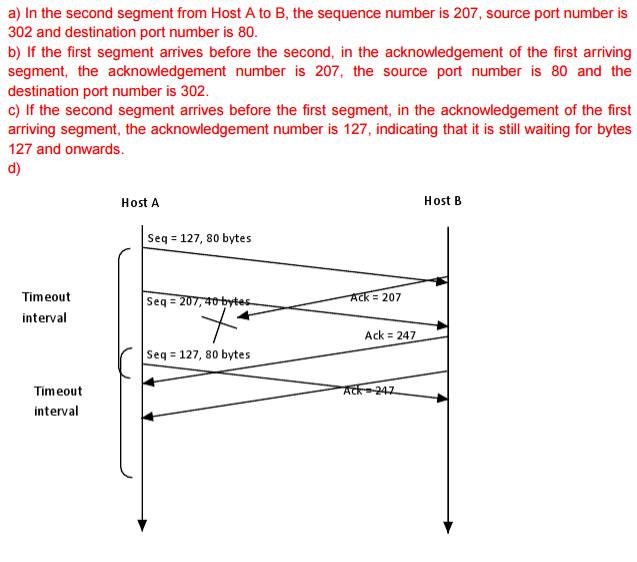 a) In the second segment from Host A to B, the sequence number is 207, source port number is
302 and destination port number is 80.
b) If the first segment arrives before the second, in the acknowledgement of the first arriving
segment, the acknowledgement number is 207, the source port number is 80 and the
destination port number is 302.
c) If the second segment arrives before the first segment, in the acknowledgement of the first
arriving segment, the acknowledgement number is 127, indicating that it is still waiting for bytes
127 and onwards.
d)
Host A
Host B
Seq = 127, 80 bytes
Timeout
interval
Seq = 207, 40 bytes
Ack = 207
Ack = 247
Seq = 127, 80 bytes
Timeout
interval
Ack = 247